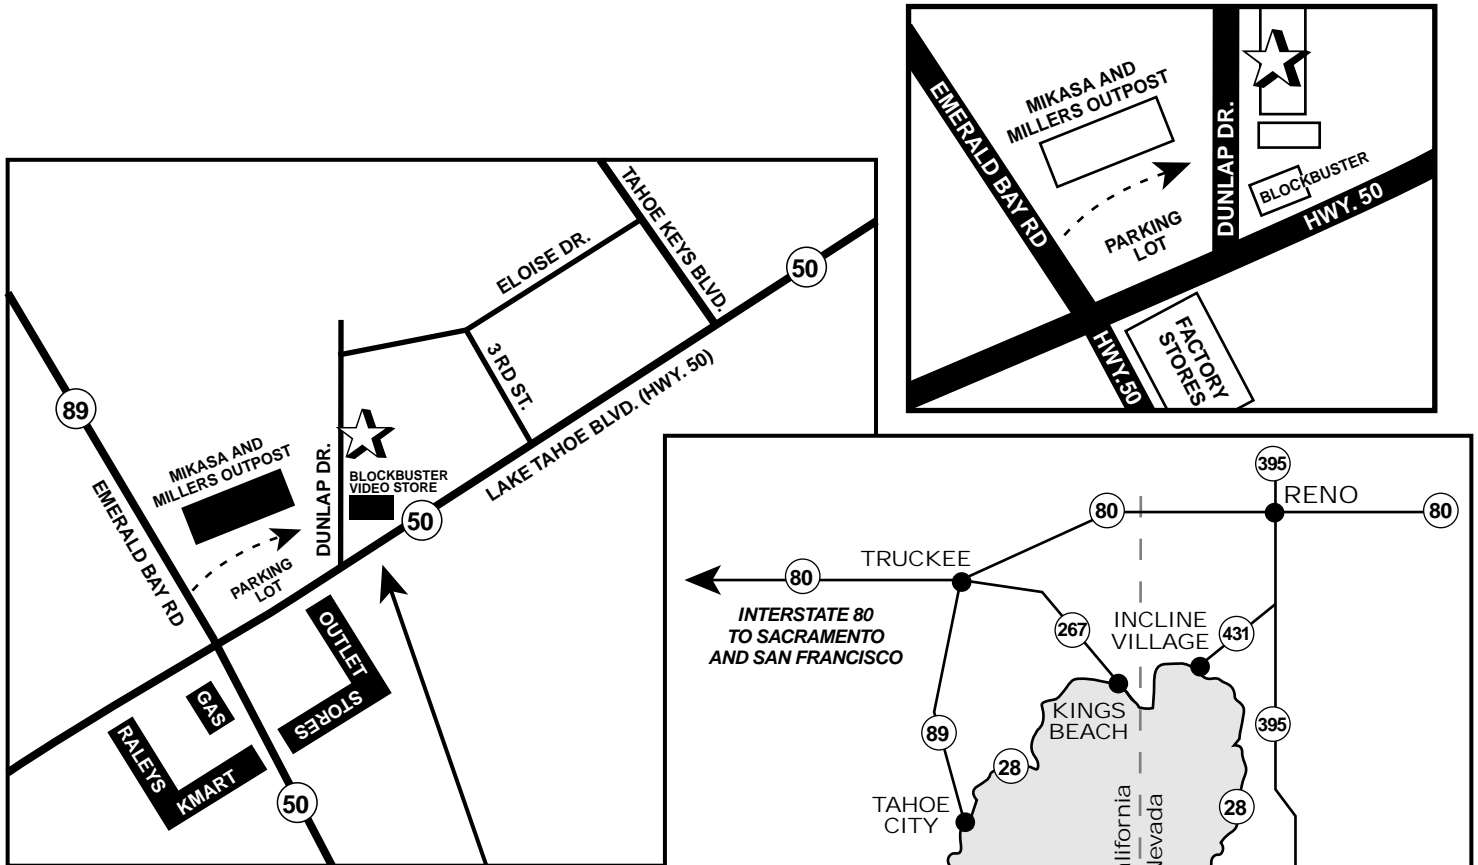 TAHOE KEYS BLVD.
ELOISE DR.
50
89
3 RD ST.
LAKE TAHOE BLVD. (HWY. 50)
MIKASA AND
MILLERS OUTPOST
DUNLAP DR.
BLOCKBUSTER
VIDEO STORE
50
EMERALD BAY RD
PARKING
LOT
OUTLET
STORES
GAS
RALEYS
KMART
50
MIKASA AND
MILLERS OUTPOST
EMERALD BAY RD
DUNLAP DR.
BLOCKBUSTER
HWY. 50
PARKING
LOT
HWY.50
FACTORY
STORES
395
RENO
80
80
TRUCKEE
80
INTERSTATE 80
TO SACRAMENTO
AND SAN FRANCISCO
267
INCLINE
VILLAGE
431
KINGS
BEACH
395
89
28
TAHOE
CITY
28